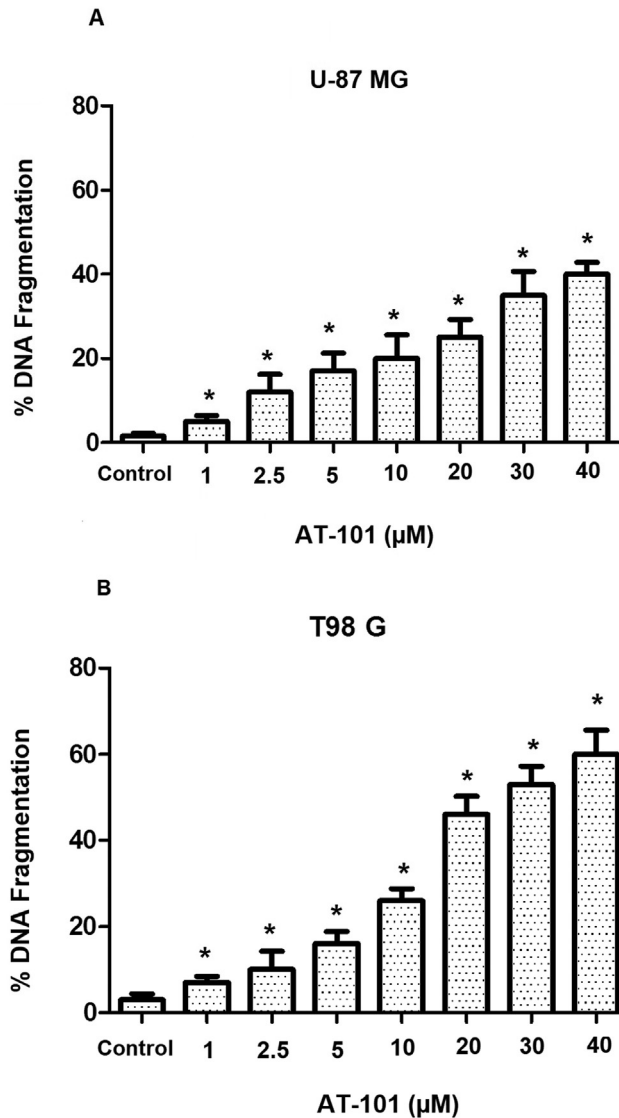 A
U-87 MG
% DNA Fragmentation
80
60
40
20
0
* * * * * * *
Control 1 2.5 5 10 20 30 40
AT-101 (µM)
B
T98 G
% DNA Fragmentation
80
60
40
20
0
* * * * * * *
Control 1 2.5 5 10 20 30 40
AT-101 (µM)